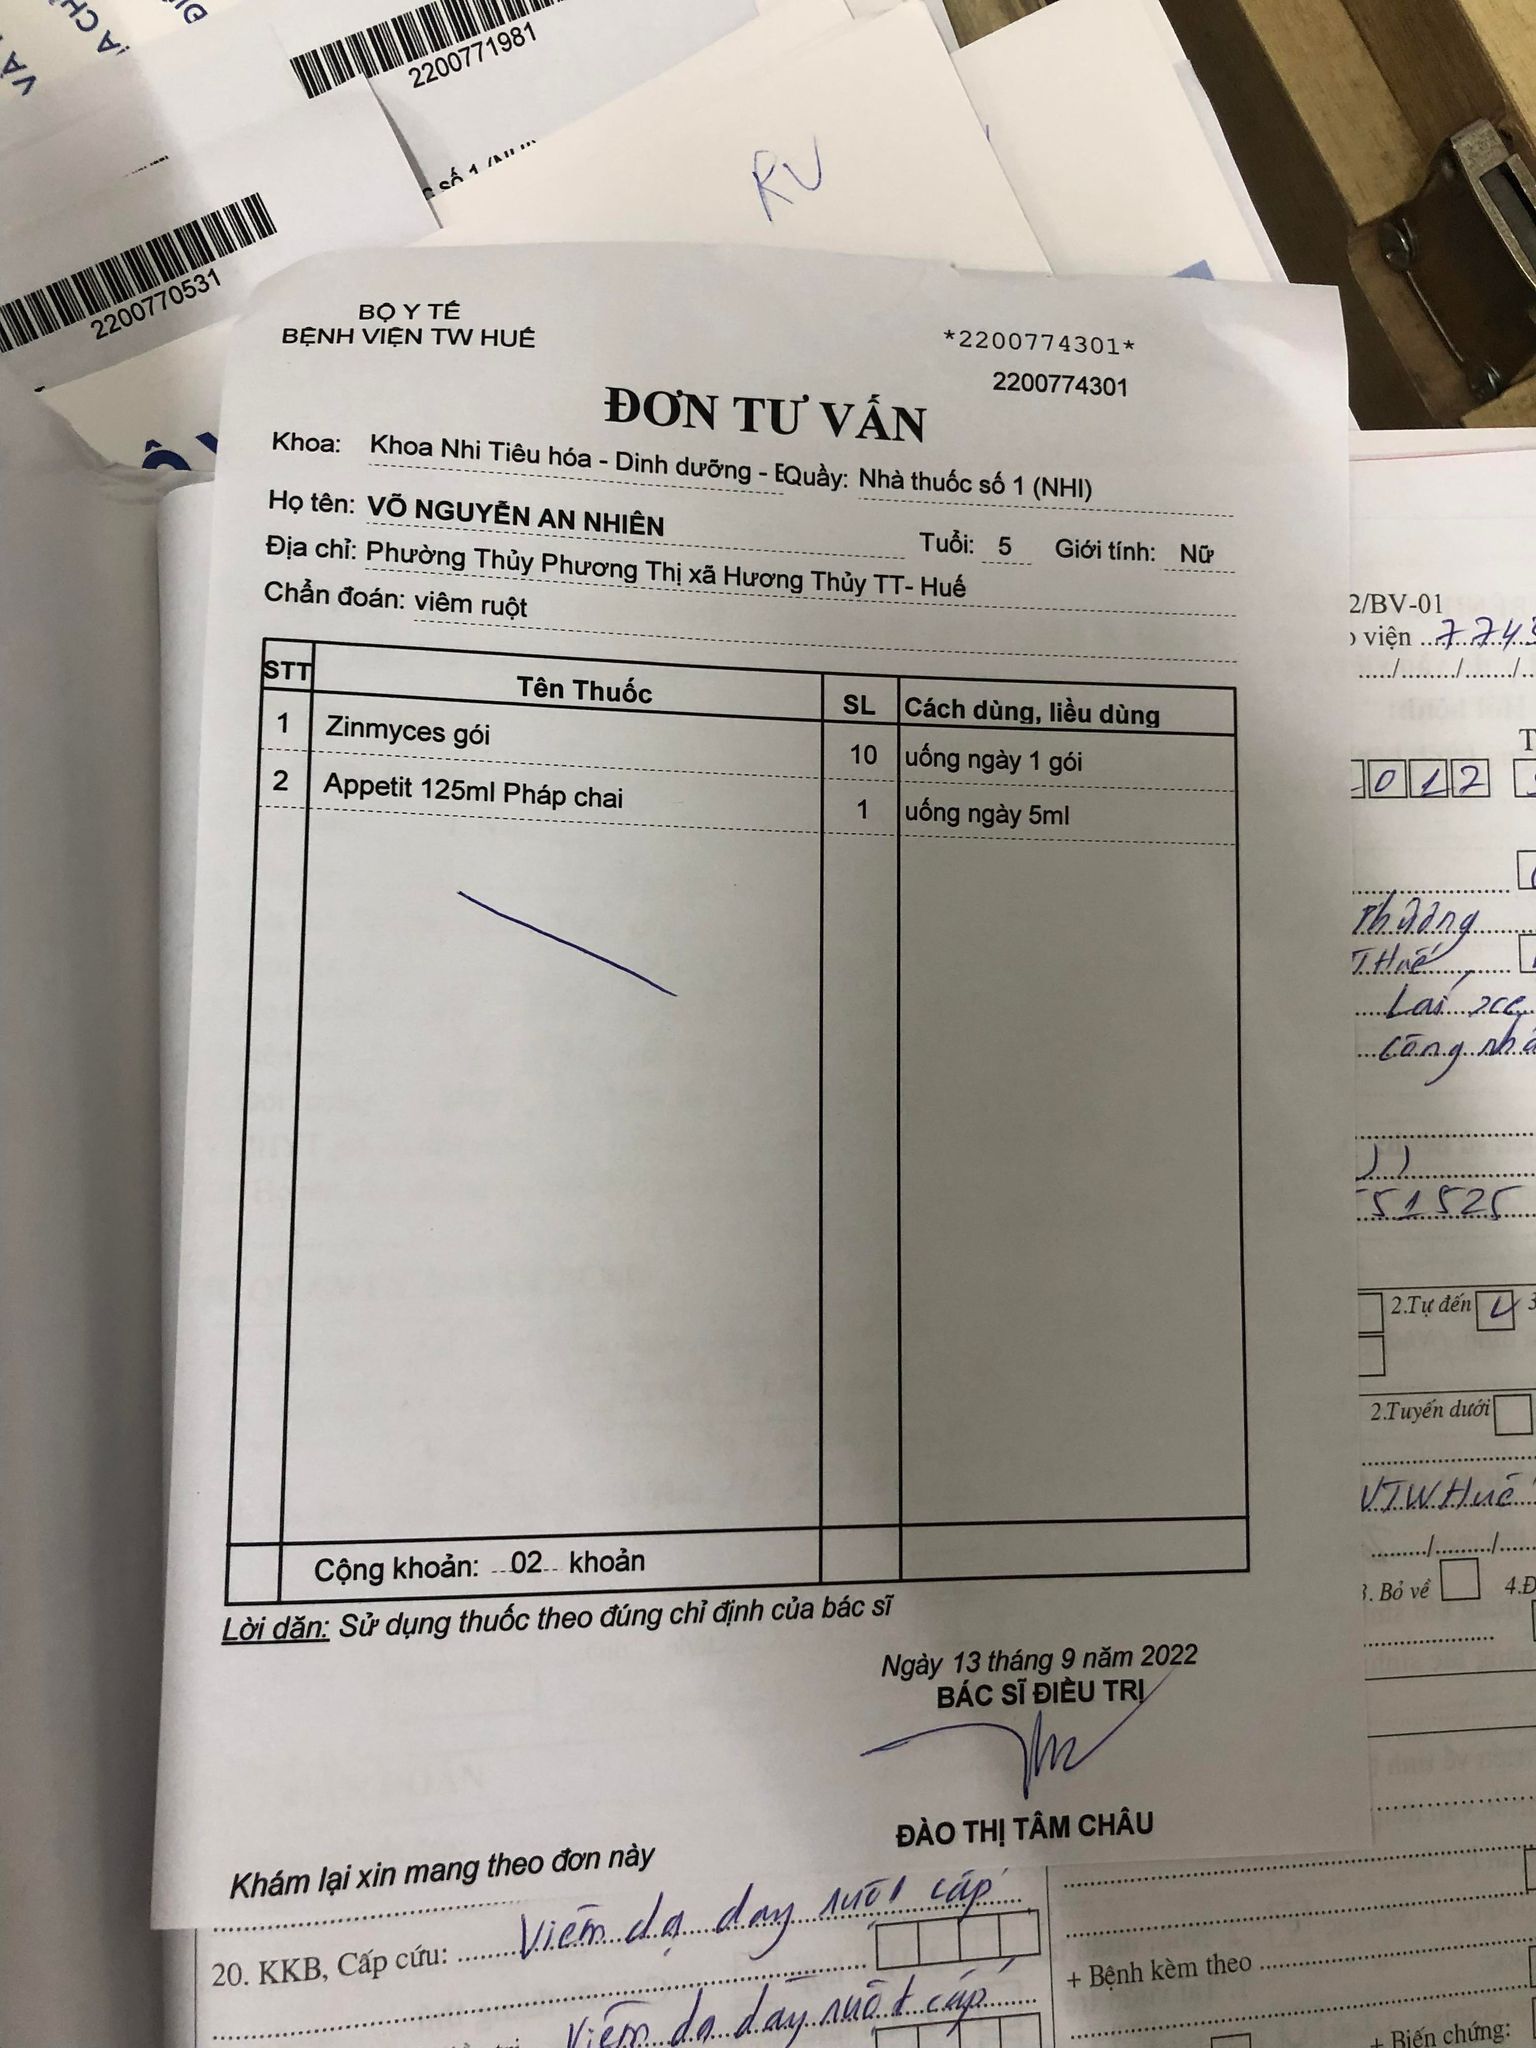 2200771981
2200770531
RV
BỘ Y TẾ
BỆNH VIỆN TW HUẾ
*2200774301*
2200774301
ĐƠN TƯ VẤN
Khoa: Khoa Nhi Tiêu hóa - Dinh dưỡng - Quầy: Nhà thuốc số 1 (NHI)
Họ tên: VÕ NGUYỄN AN NHIÊN Tuổi: 5 Giới tính: Nữ
Địa chỉ: Phường Thủy Phương Thị xã Hương Thủy TT- Huế
Chẩn đoán: viêm ruột
STT Tên Thuốc SL Cách dùng, liều dùng
1 Zinmyces gói 10 uống ngày 1 gói
2 Appetit 125ml Pháp chai 1 uống ngày 5ml
Cộng khoản: 02 khoản
Lời dặn: Sử dụng thuốc theo đúng chỉ định của bác sĩ
Ngày 13 tháng 9 năm 2022
BÁC SĨ ĐIỀU TRỊ
ĐÀO THỊ TÂM CHÂU
Khám lại xin mang theo đơn này
20. KKB, Cấp cứu: Viêm dạ dày ruột cấp
Viêm dạ dày ruột cấp
2/BV-01
viện 774
0 1 2
Phương
T Huế
Lái xe
công nhâ
51525
2.Tự đến
2.Tuyến dưới
VTW Huế
3. Bỏ về
+ Bệnh kèm theo
+ Biến chứng: